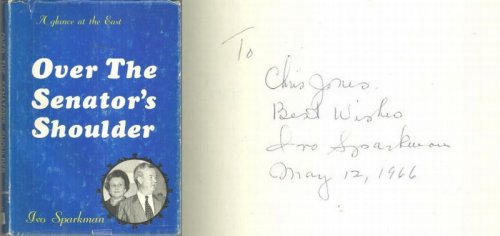 A glance at the East
Over The
Senator's
Shoulder
Ivo Sparkman
To
Chris Jones.
Best Wishes
Ivo Sparkman
May 12, 1966